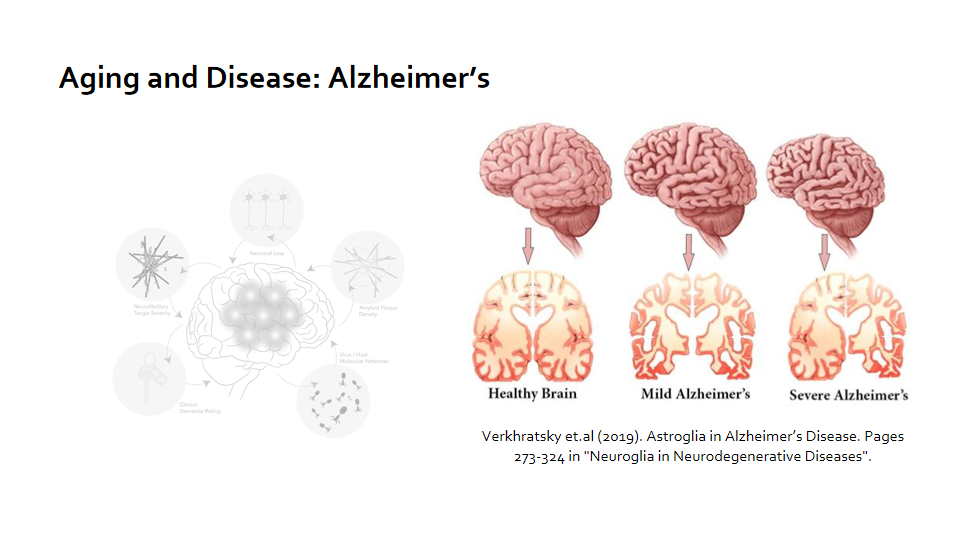 Aging and Disease: Alzheimer’s
Neuronal Loss
Neurofibrillary
Tangle Severity
Amyloid Plaque
Density
Virus / Host
Molecular Networks
Clinical
Dementia Rating
Healthy Brain
Mild Alzheimer’s
Severe Alzheimer’s
Verkhratsky et.al (2019). Astroglia in Alzheimer’s Disease. Pages
273-324 in "Neuroglia in Neurodegenerative Diseases".